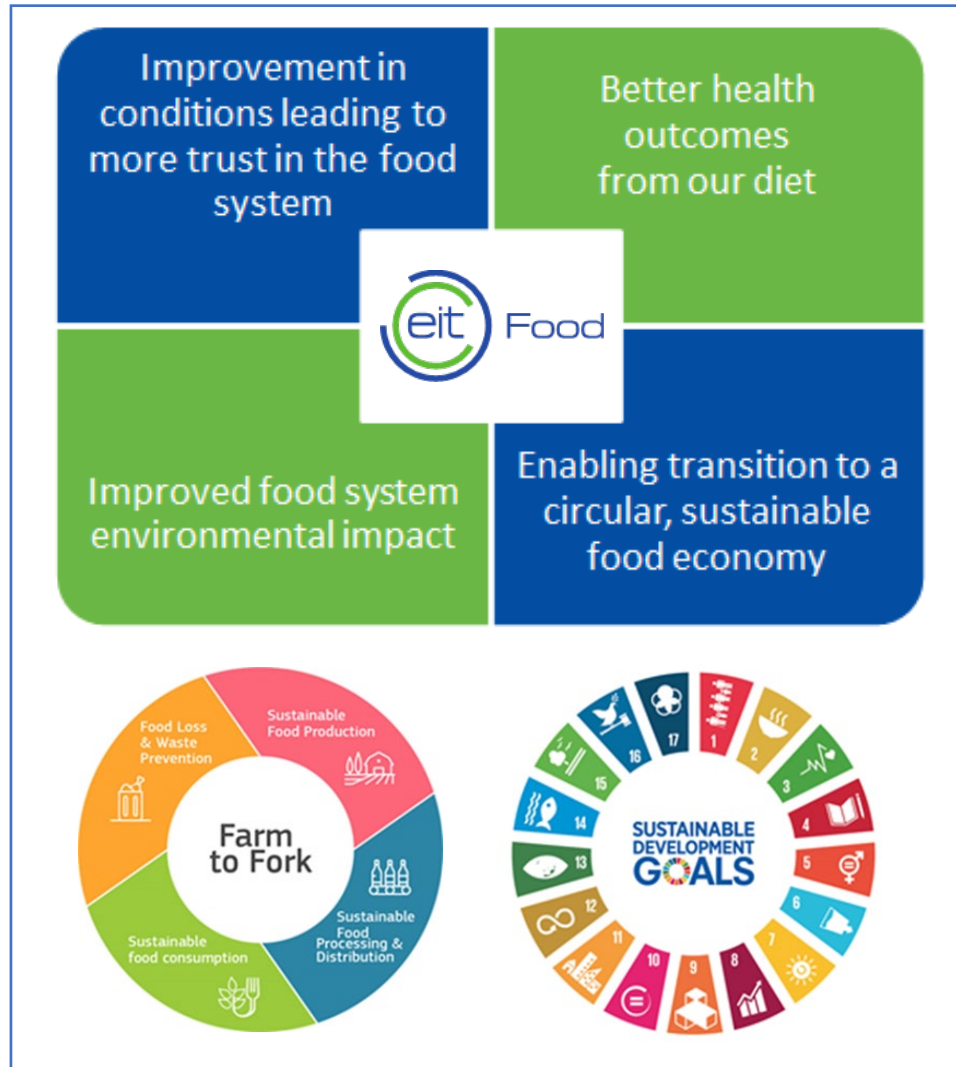 Improvement in
conditions leading to
more trust in the food
system
Better health
outcomes
from our diet
eit Food
Improved food system
environmental impact
Enabling transition to a
circular, sustainable
food economy
Food Loss
& Waste
Prevention
Sustainable
Food Production
Farm
to Fork
Sustainable
Food
Processing &
Distribution
Sustainable
food consumption
SUSTAINABLE
DEVELOPMENT
GOALS
1
2
3
4
5
6
7
8
9
10
11
12
13
14
15
16
17